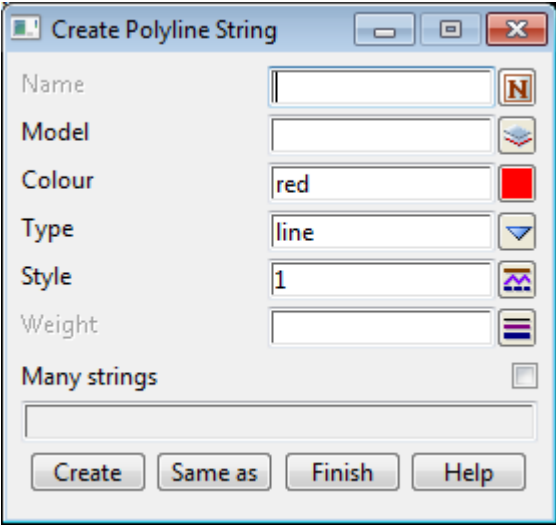 Create Polyline String
Name N
Model
Colour red
Type line
Style 1
Weight
Many strings
Create Same as Finish Help